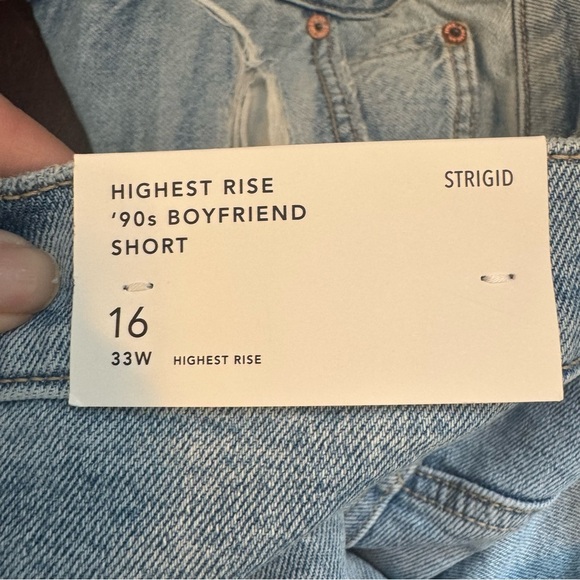 HIGHEST RISE
STRIGID
'90s BOYFRIEND
SHORT
16
33W HIGHEST RISE